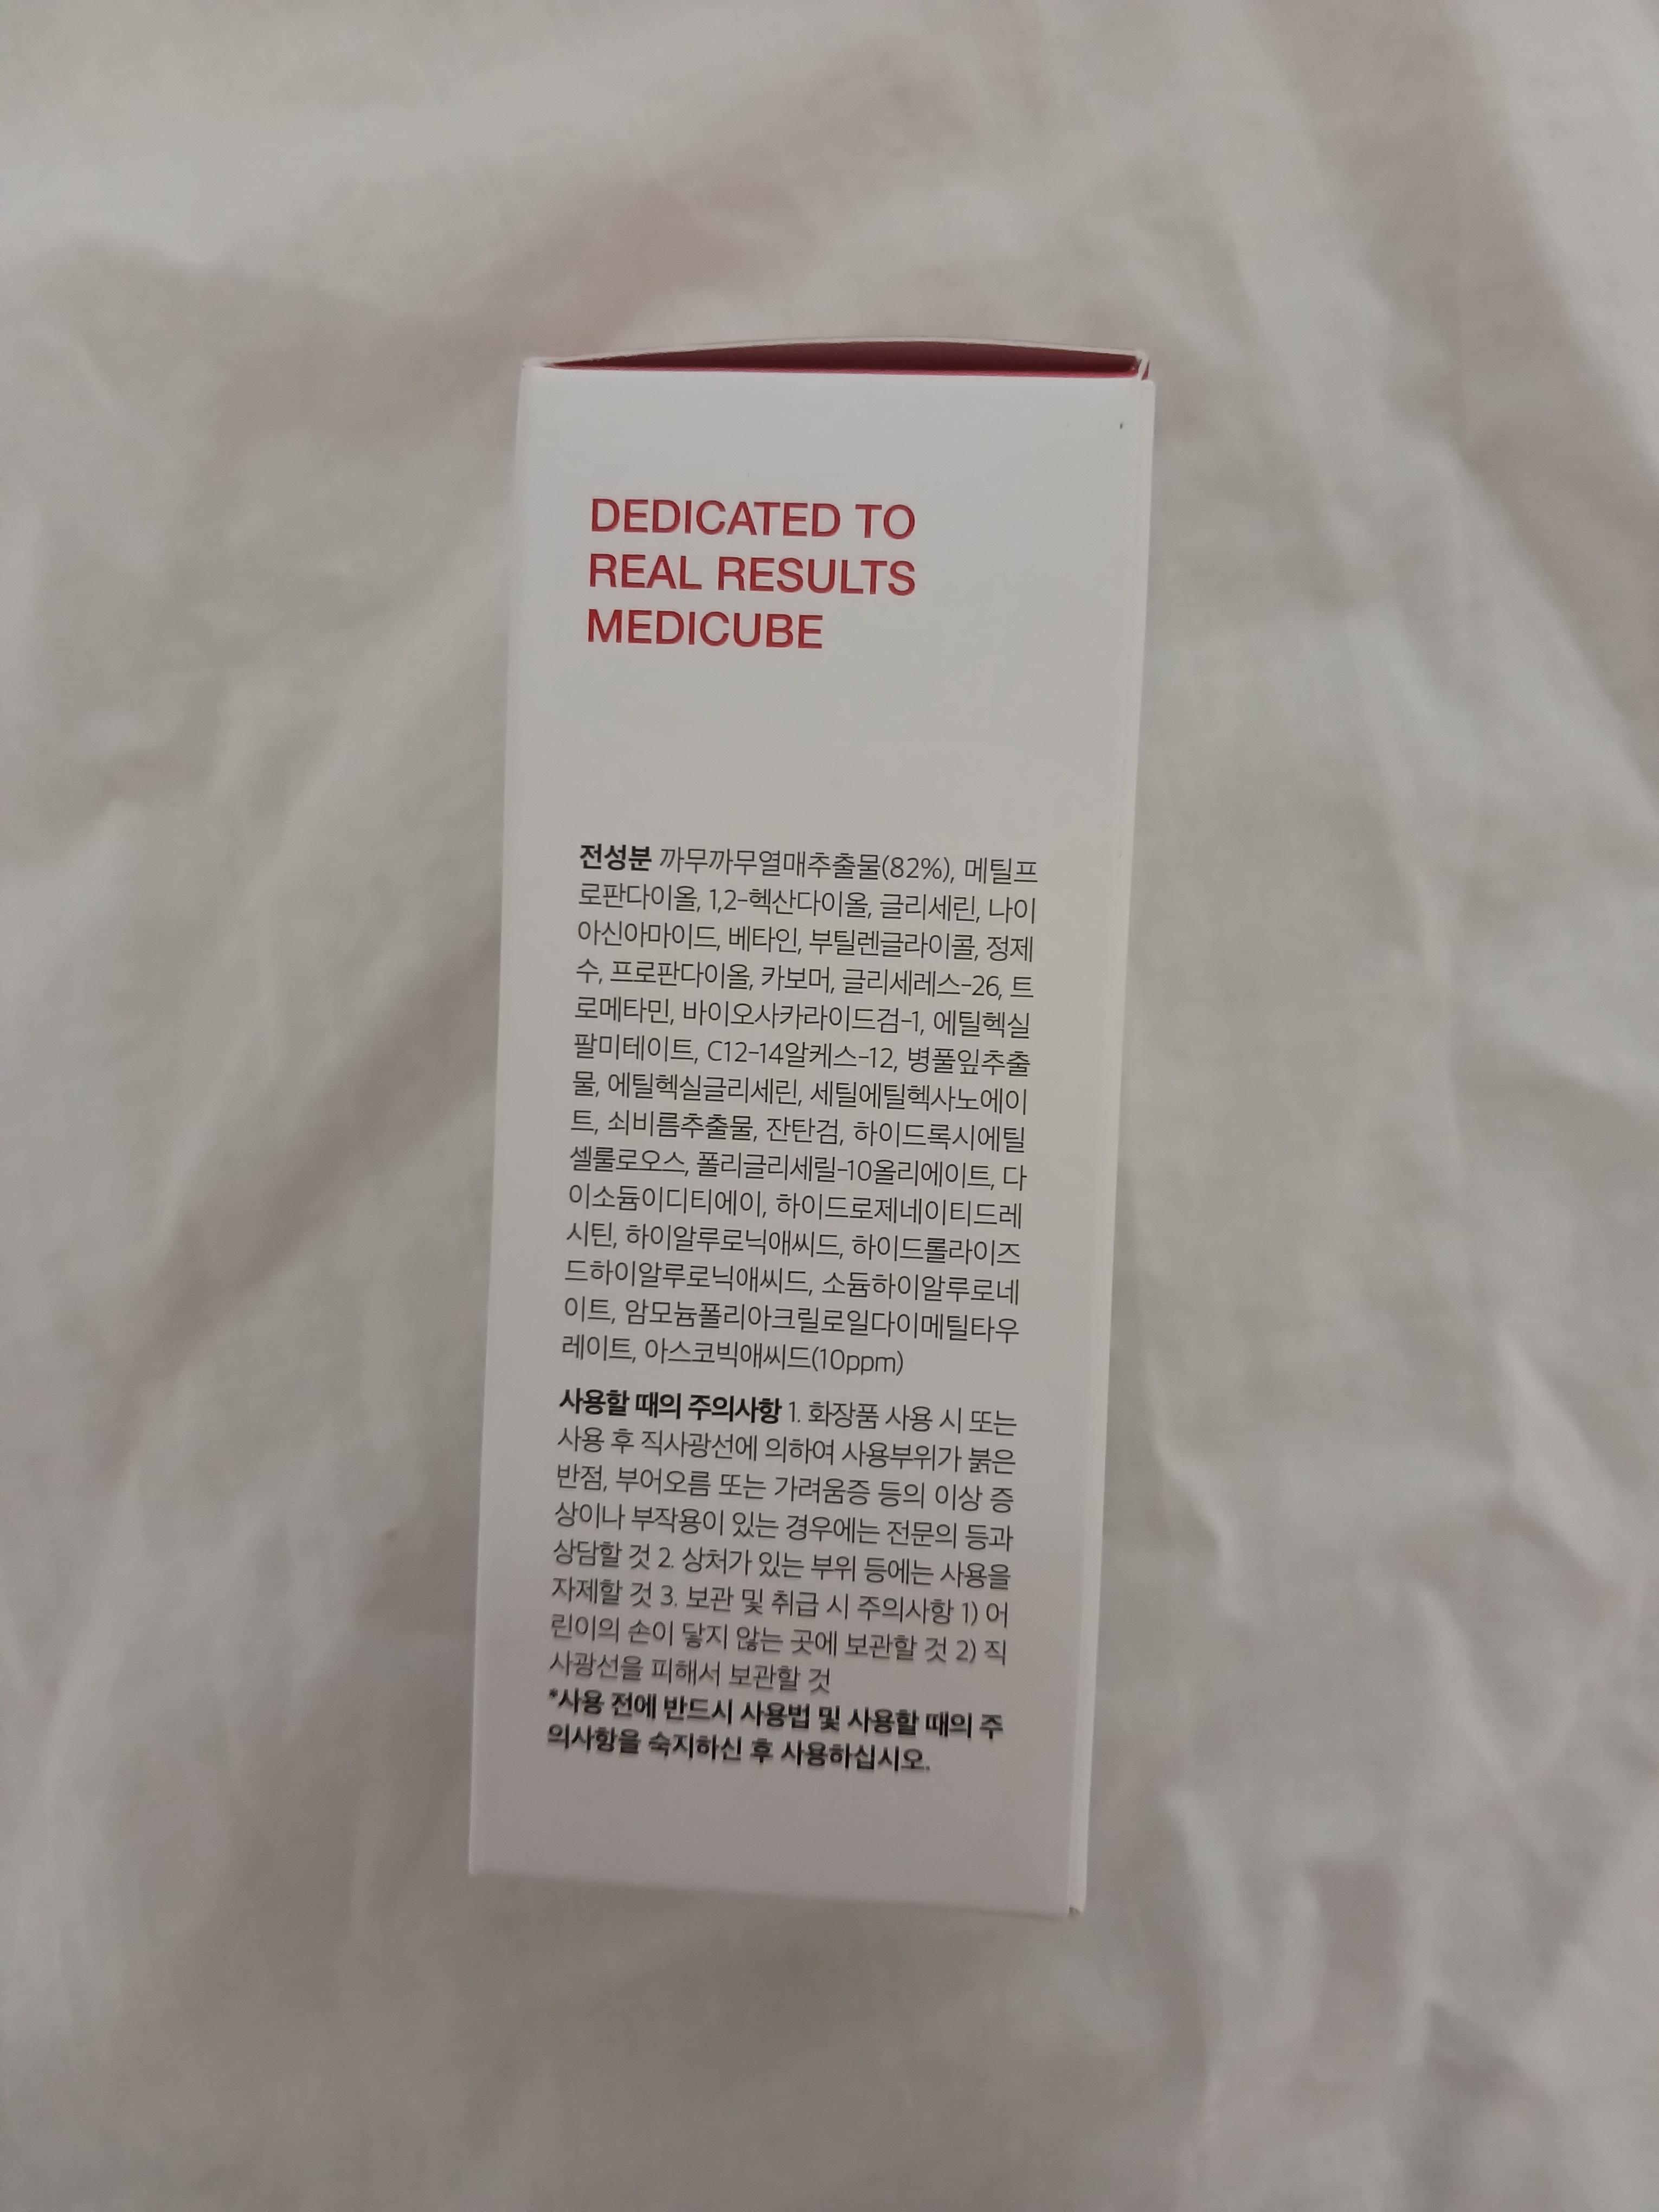 DEDICATED TO
REAL RESULTS
MEDICUBE
전성분 까무까무열매추출물(82%), 메틸프
로판다이올, 1,2-헥산다이올, 글리세린, 나이
아신아마이드, 베타인, 부틸렌글라이콜, 정제
수, 프로판다이올, 카보머, 글리세레스-26, 트
로메타민, 바이오사카라이드검-1, 에틸헥실
팔미테이트, C12-14알케스-12, 병풀잎추출
물, 에틸헥실글리세린, 세틸에틸헥사노에이
트, 쇠비름추출물, 잔탄검, 하이드록시에틸
셀룰로오스, 폴리글리세릴-10올리에이트, 다
이소듐이디티에이, 하이드로제네이티드레
시틴, 하이알루로닉애씨드, 하이드롤라이즈
드하이알루로닉애씨드, 소듐하이알루로네
이트, 암모늄폴리아크릴로일다이메틸타우
레이트, 아스코빅애씨드(10ppm)
사용할 때의 주의사항 1. 화장품 사용 시 또는
사용 후 직사광선에 의하여 사용부위가 붉은
반점, 부어오름 또는 가려움증 등의 이상 증
상이나 부작용이 있는 경우에는 전문의 등과
상담할 것 2. 상처가 있는 부위 등에는 사용을
자제할 것 3. 보관 및 취급 시 주의사항 1) 어
린이의 손이 닿지 않는 곳에 보관할 것 2) 직
사광선을 피해서 보관할 것
*사용 전에 반드시 사용법 및 사용할 때의 주
의사항을 숙지하신 후 사용하십시오.